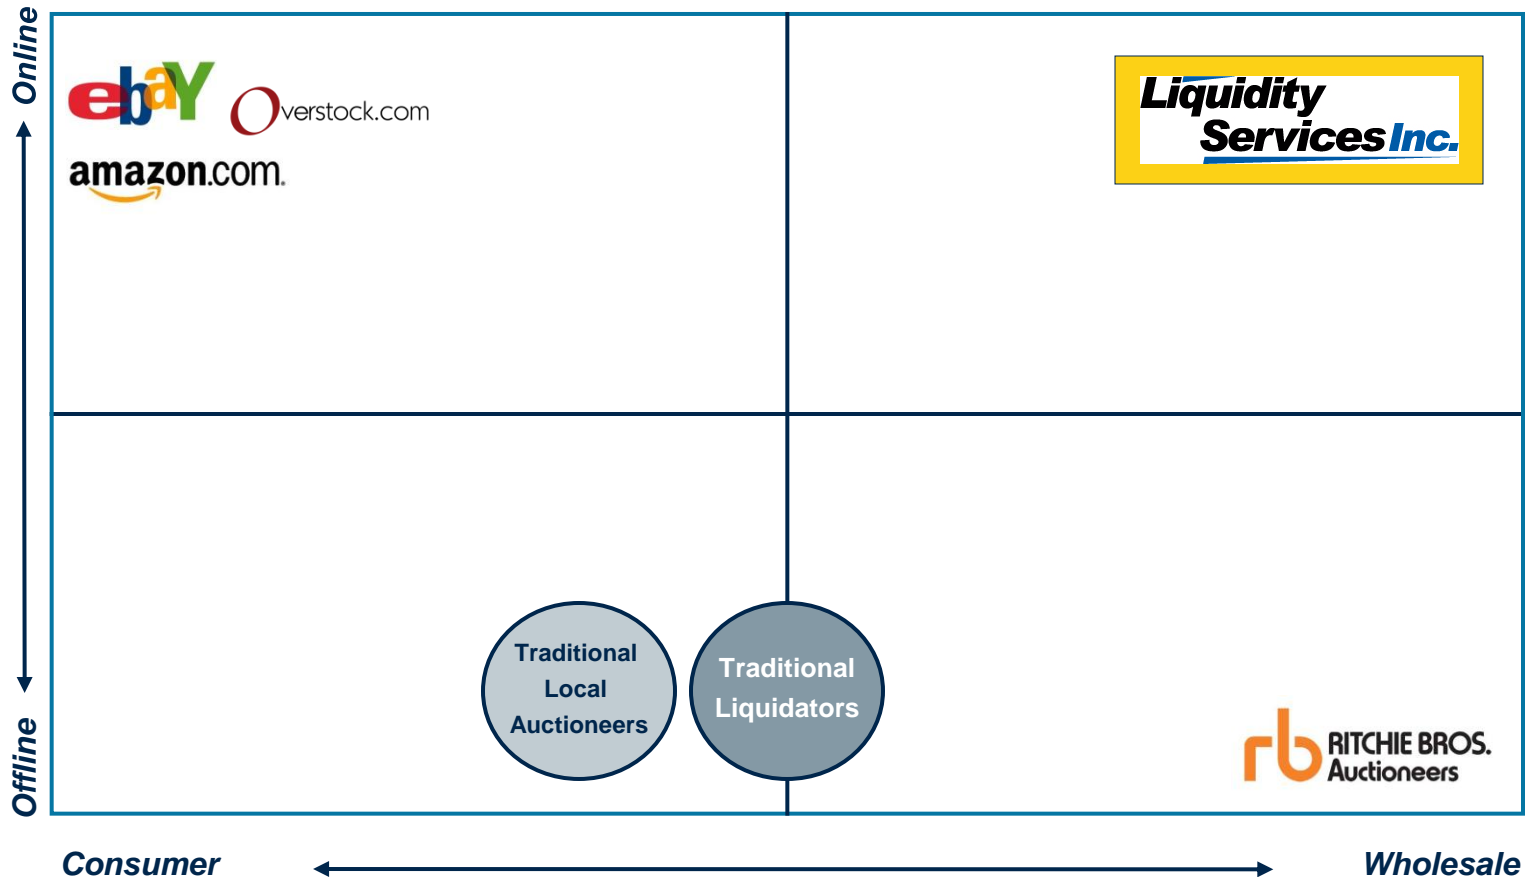 Online
ebaY
Overstock.com
amazon.com.
Liquidity
Services Inc.
Traditional
Local
Auctioneers
Traditional
Liquidators
RITCHIE BROS.
Auctioneers
rb
Offline
Consumer
Wholesale